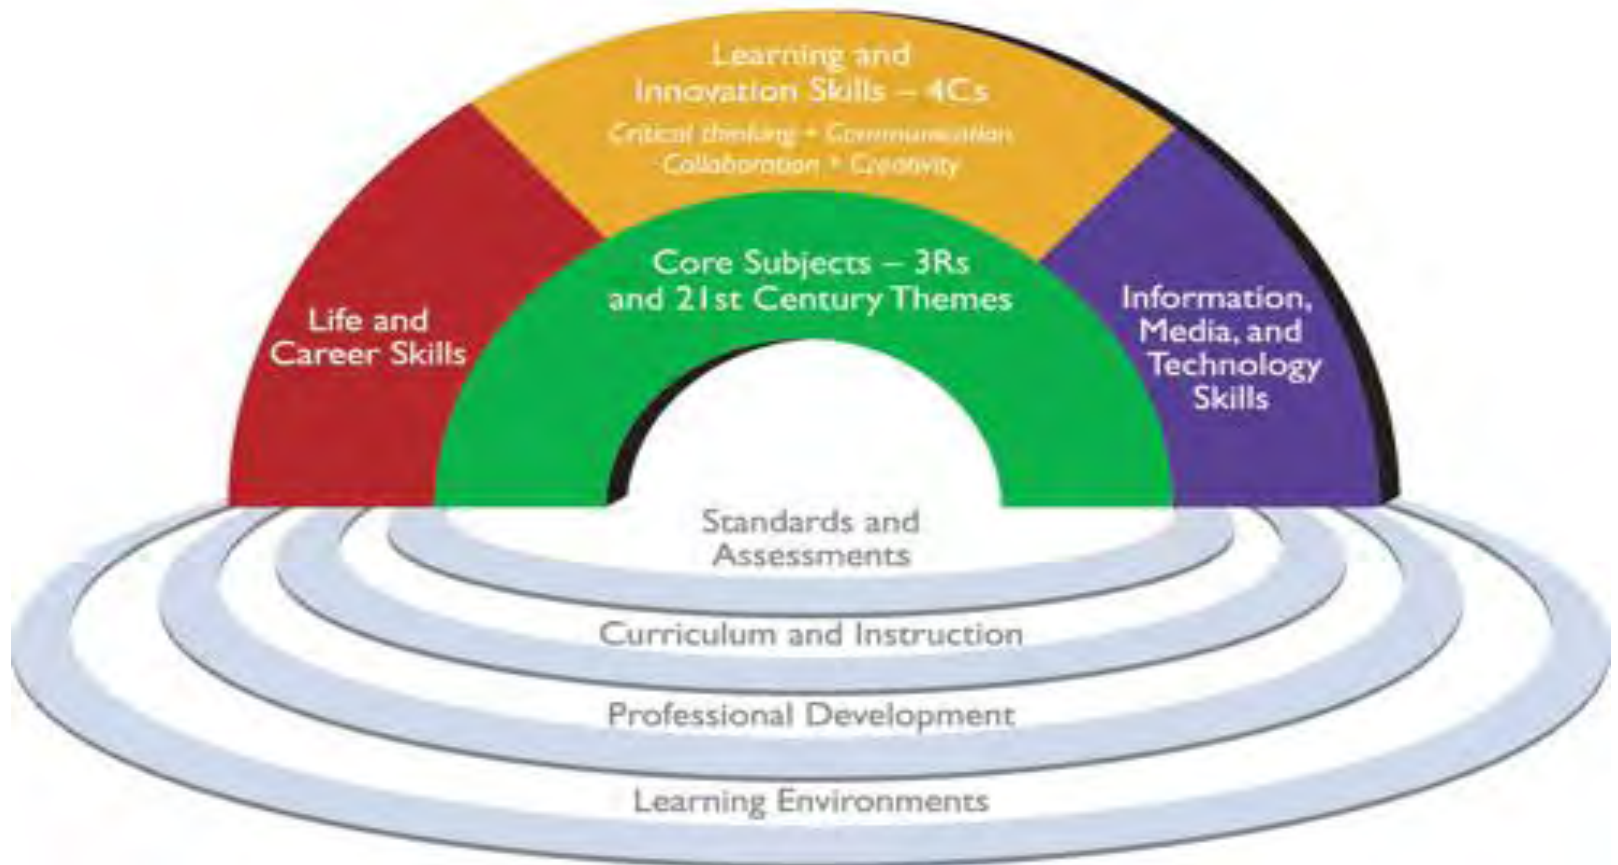 Learning and
Innovation Skills – 4Cs
Critical thinking • Communication
Collaboration • Creativity
Core Subjects – 3Rs
and 21st Century Themes
Life and
Career Skills
Information,
Media, and
Technology
Skills
Standards and
Assessments
Curriculum and Instruction
Professional Development
Learning Environments